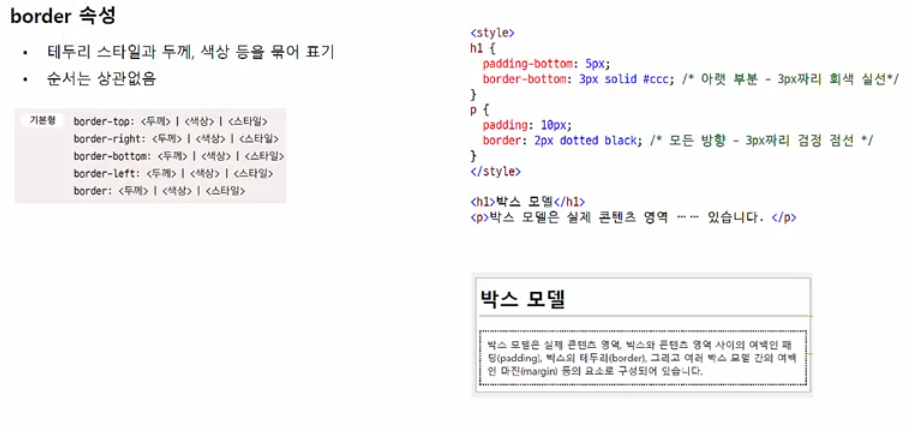 border 속성
• 테두리 스타일과 두께, 색상 등을 묶어 표기
• 순서는 상관없음
기본형
border-top: <두께> | <색상> | <스타일>
border-right: <두께> | <색상> | <스타일>
border-bottom: <두께> | <색상> | <스타일>
border-left: <두께> | <색상> | <스타일>
border: <두께> | <색상> | <스타일>
<style>
h1 {
padding-bottom: 5px;
border-bottom: 3px solid #ccc; /* 아랫 부분 - 3px짜리 회색 실선*/
}
p {
padding: 10px;
border: 2px dotted black; /* 모든 방향 - 3px짜리 검정 점선 */
}
</style>
<h1>박스 모델</h1>
<p>박스 모델은 실제 콘텐츠 영역 …… 있습니다. </p>
박스 모델
박스 모델은 실제 콘텐츠 영역, 박스와 콘텐츠 영역 사이의 여백인 패
딩(padding), 박스의 테두리(border), 그리고 여러 박스 모델 간의 여백
인 마진(margin) 등의 요소로 구성되어 있습니다.